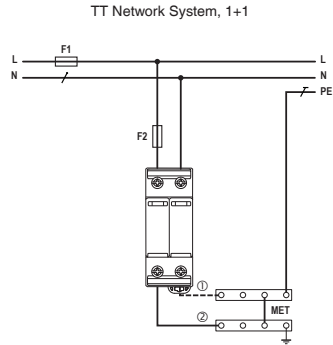 TT Network System, 1+1
F1
L L
N N
PE
F2
①
MET
②